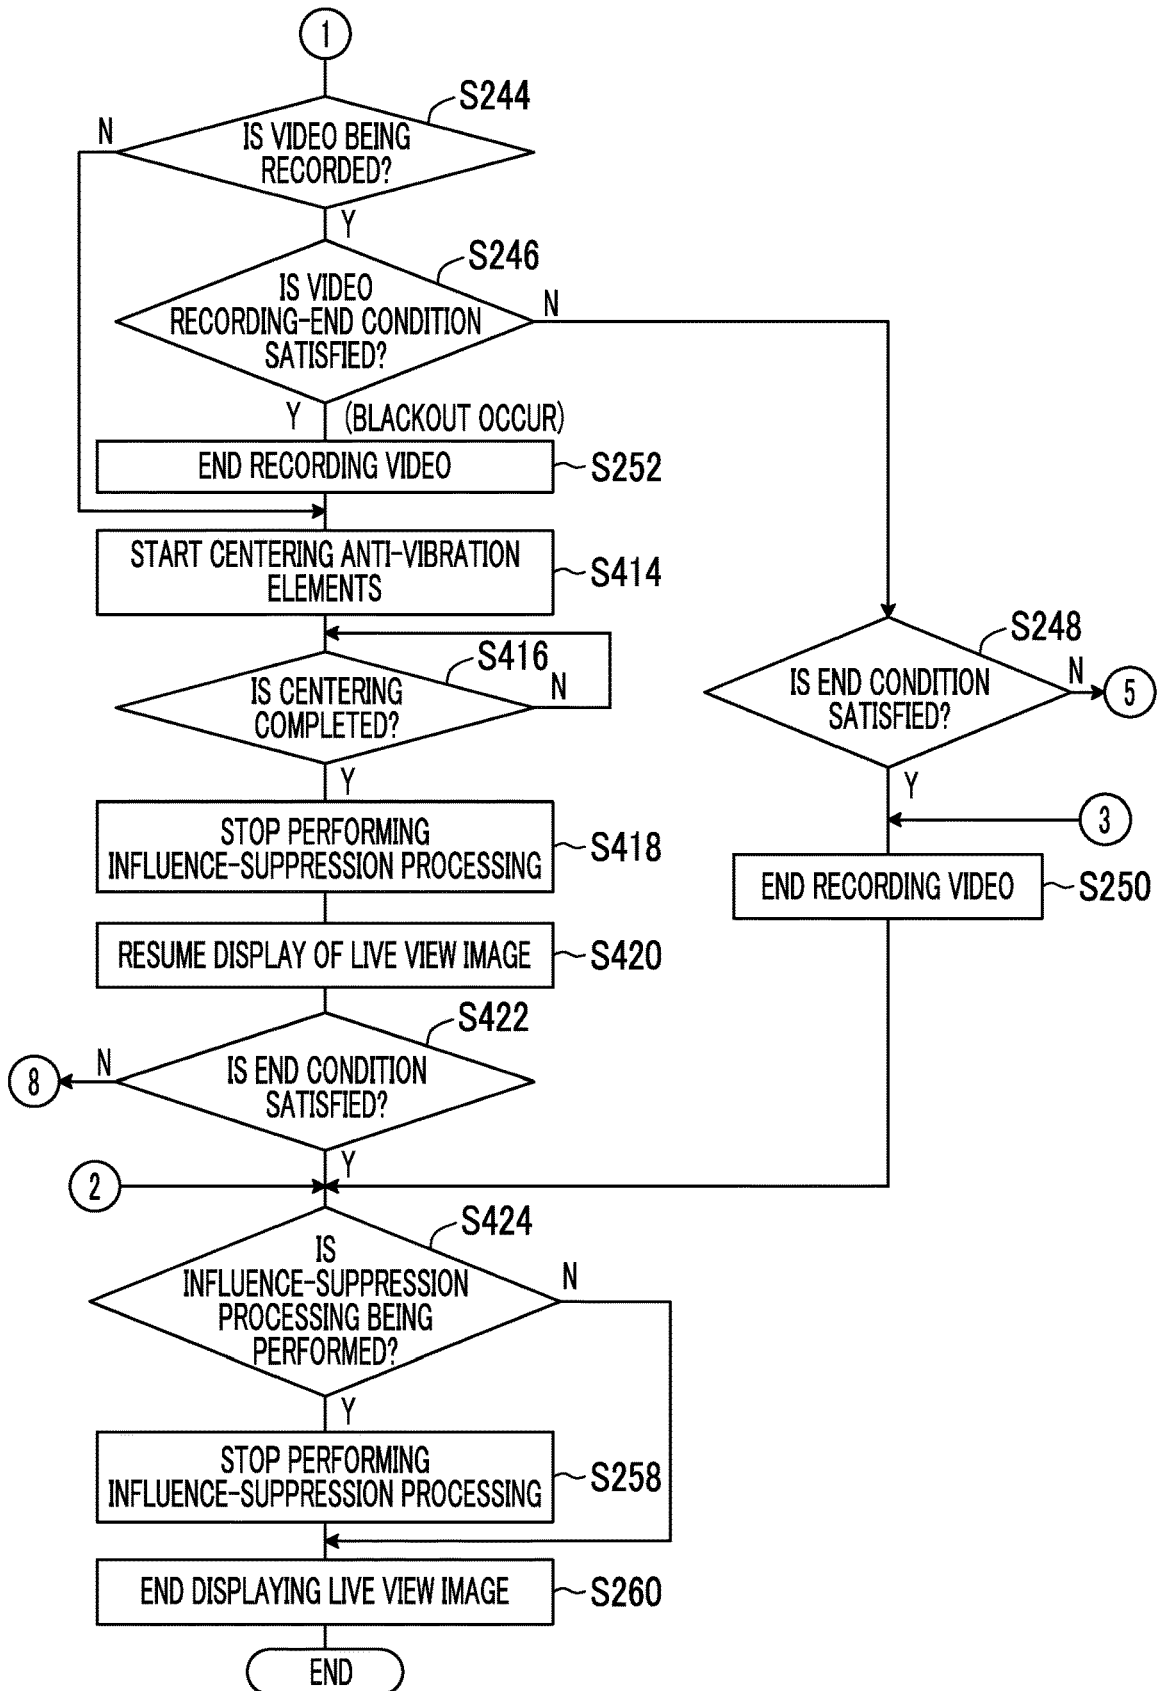 1
S244
N
IS VIDEO BEING
RECORDED?
Y
S246
IS VIDEO
RECORDING-END CONDITION
SATISFIED?
N
Y
(BLACKOUT OCCUR)
END RECORDING VIDEO
S252
START CENTERING ANTI-VIBRATION
ELEMENTS
S414
S416
IS CENTERING
COMPLETED?
N
Y
STOP PERFORMING
INFLUENCE-SUPPRESSION PROCESSING
S418
RESUME DISPLAY OF LIVE VIEW IMAGE
S420
S422
N
8
IS END CONDITION
SATISFIED?
Y
S248
IS END CONDITION
SATISFIED?
N
5
Y
3
END RECORDING VIDEO
S250
2
S424
IS
INFLUENCE-SUPPRESSION
PROCESSING BEING
PERFORMED?
N
Y
STOP PERFORMING
INFLUENCE-SUPPRESSION PROCESSING
S258
END DISPLAYING LIVE VIEW IMAGE
S260
END